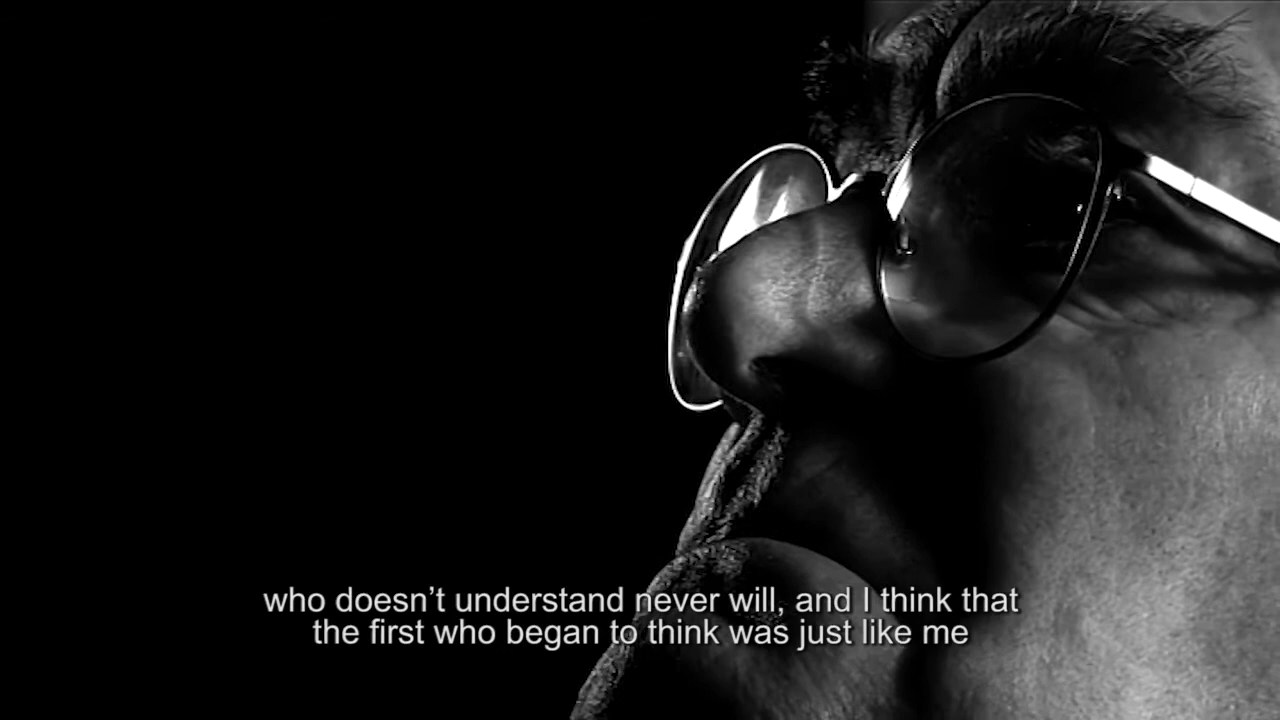 who doesn’t understand never will, and I think that
the first who began to think was just like me